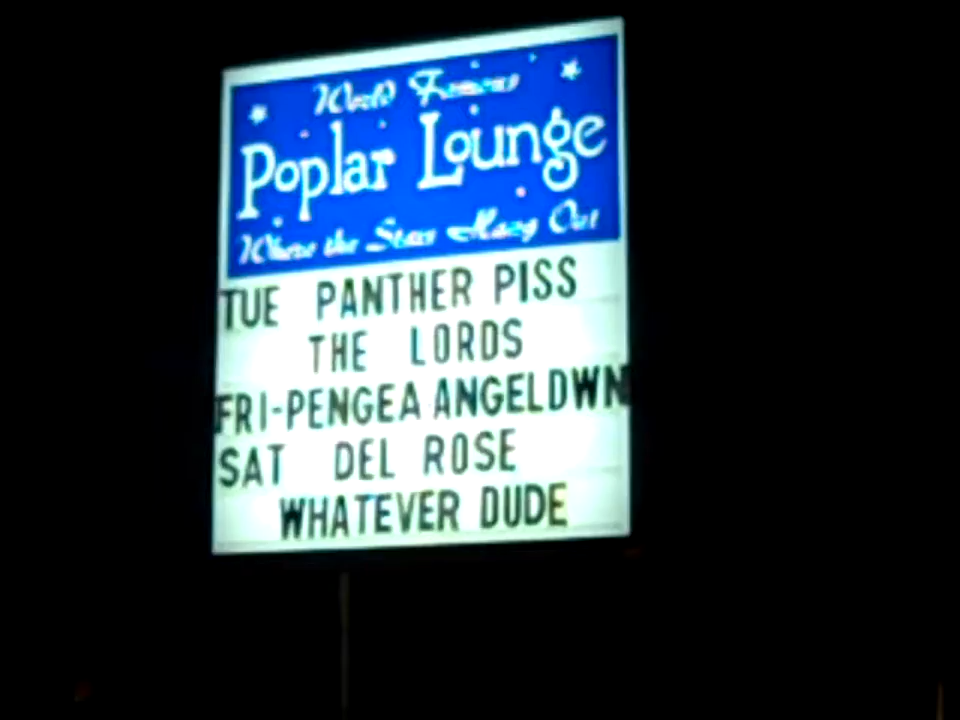 World Famous
Poplar Lounge
Where the Stars Hang Out
TUE PANTHER PISS
THE LORDS
FRI-PENGEA ANGELDWN
SAT DEL ROSE
WHATEVER DUDE